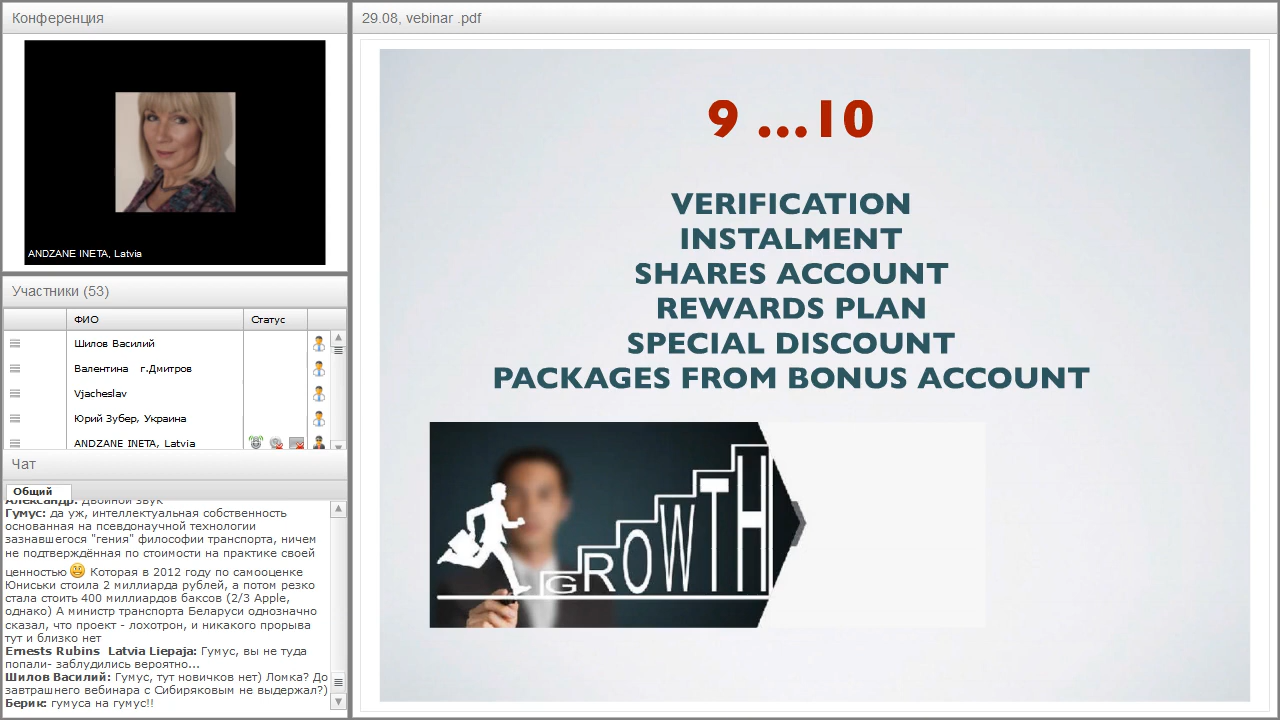 Конференция
ANDZANE INETA, Latvia
Участники (53)
ФИО
Статус
Шилов Василий
Валентина г.Дмитров
Vjacheslav
Юрий Зубер, Украина
ANDZANE INETA, Latvia
Чат
Общий
Александр: двойной звук
Гумус: да уж, интеллектуальная собственность
основанная на псевдонаучной технологии
зазнавшегося "гения" философии транспорта, ничем
не подтверждённая по стоимости на практике своей
ценностью Которая в 2012 году по самооценке
Юниськи стоила 2 миллиарда рублей, а потом резко
стала стоить 400 миллиардов баксов (2/3 Apple,
однако) А министр транспорта Беларуси однозначно
сказал, что проект - лохотрон, и никакого прорыва
тут и близко нет
Ernests Rubins Latvia Liepaja: Гумус, вы не туда
попали- заблудились вероятно...
Шилов Василий: Гумус, тут новичков нет) Ломка? До
завтрашнего вебинара с Сибиряковым не выдержал?)
Берик: гумуса на гумус!!
29.08, vebinar .pdf
9 ...10
VERIFICATION
INSTALMENT
SHARES ACCOUNT
REWARDS PLAN
SPECIAL DISCOUNT
PACKAGES FROM BONUS ACCOUNT
GROWTH